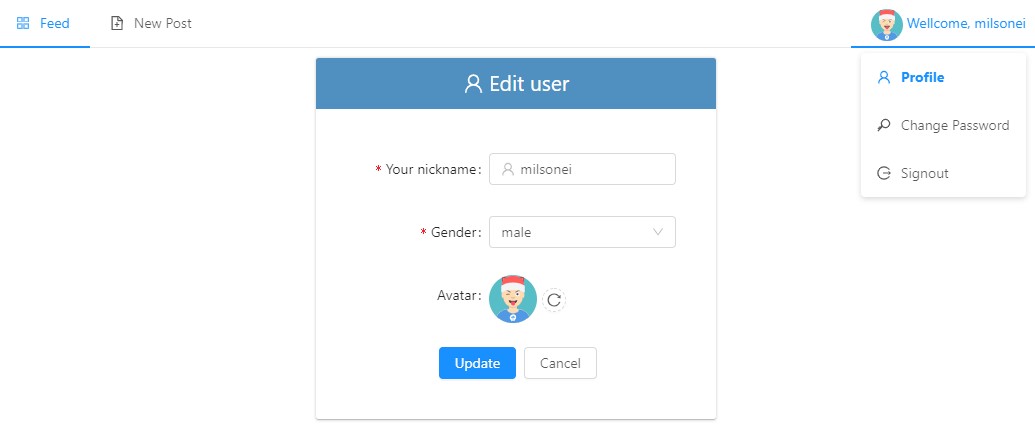 Feed New Post Wellcome, milsonei
Profile
Change Password
Signout
Edit user
* Your nickname: milsonei
* Gender: male
Avatar:
Update Cancel